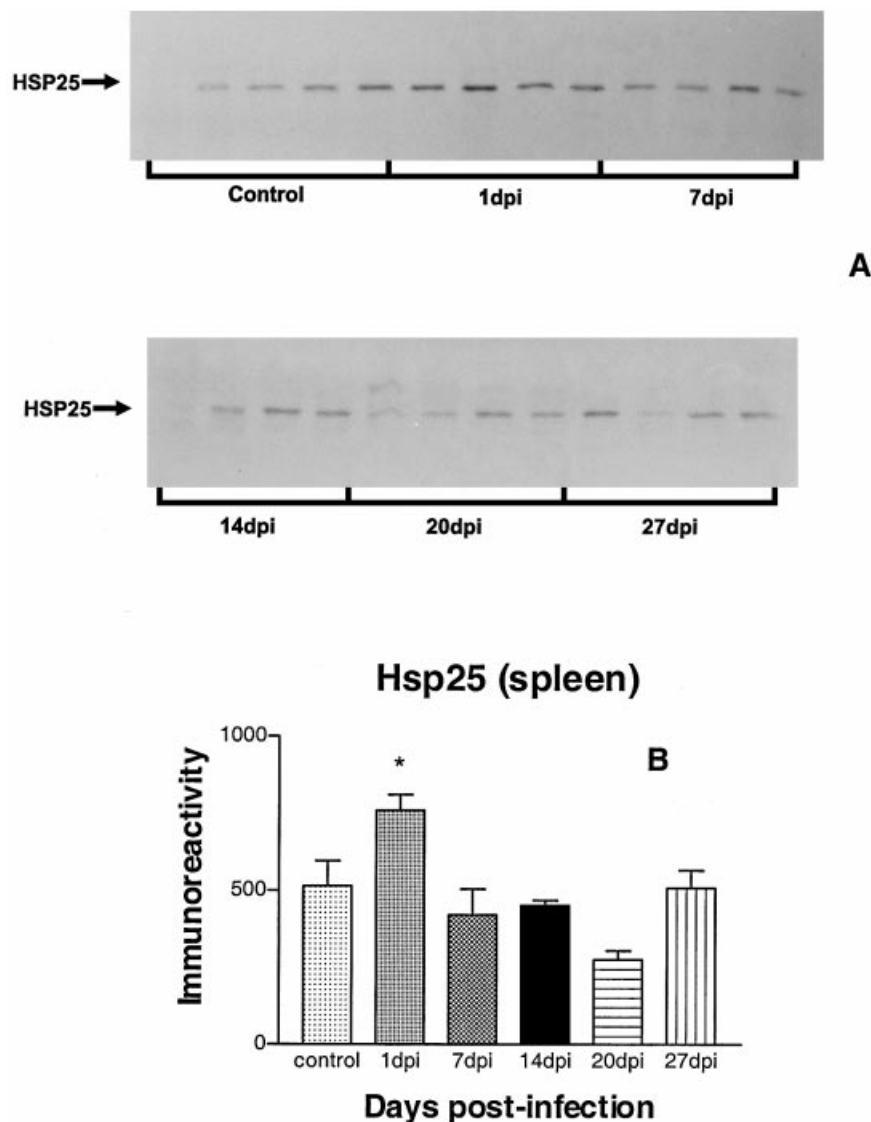 HSP25
Control 1dpi 7dpi
A
HSP25
14dpi 20dpi 27dpi
Hsp25 (spleen)
1000
*
B
500
0
Immunoreactivity
control 1dpi 7dpi 14dpi 20dpi 27dpi
Days post-infection